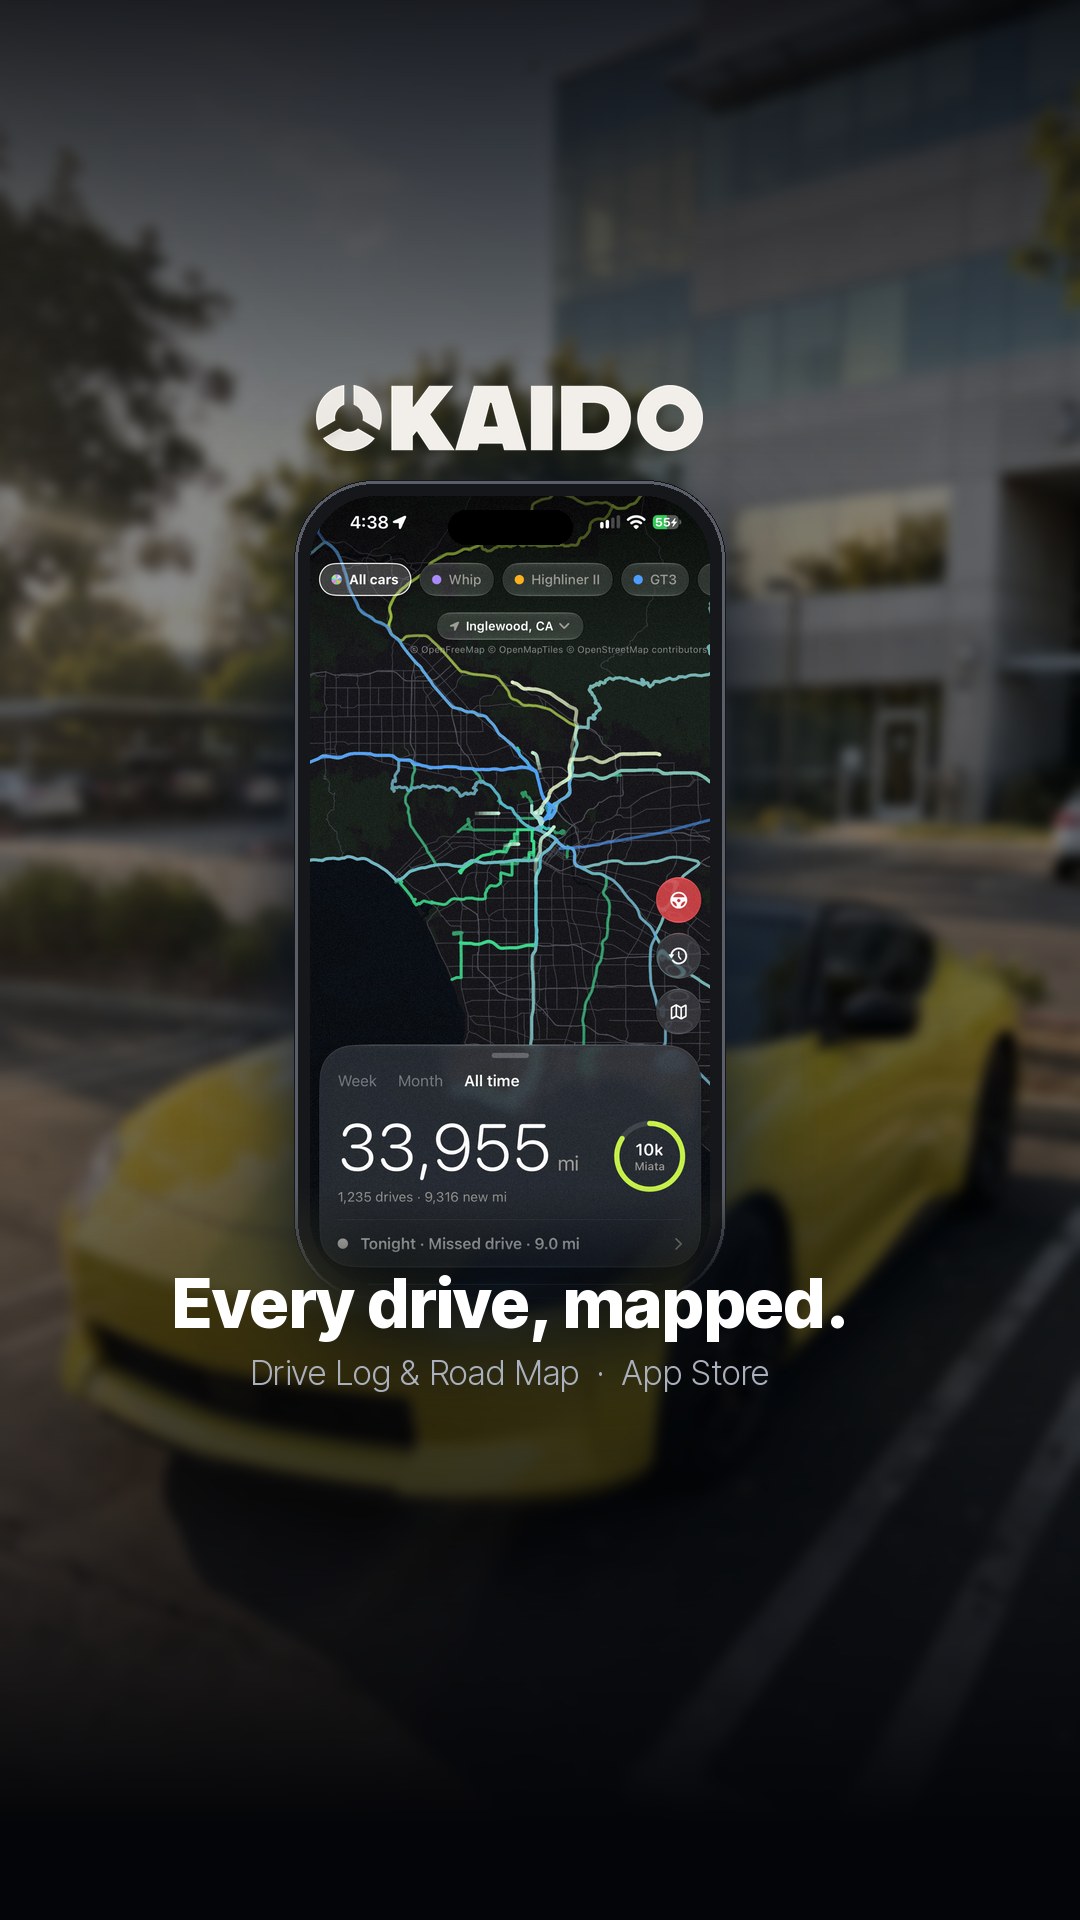 KAIDO
4:38
55
All cars
Whip
Highliner II
GT3
Inglewood, CA
© OpenFreeMap © OpenMapTiles © OpenStreetMap contributors
Week Month All time
33,955 mi
10k
Miata
1,235 drives · 9,316 new mi
Tonight · Missed drive · 9.0 mi
Every drive, mapped.
Drive Log & Road Map · App Store